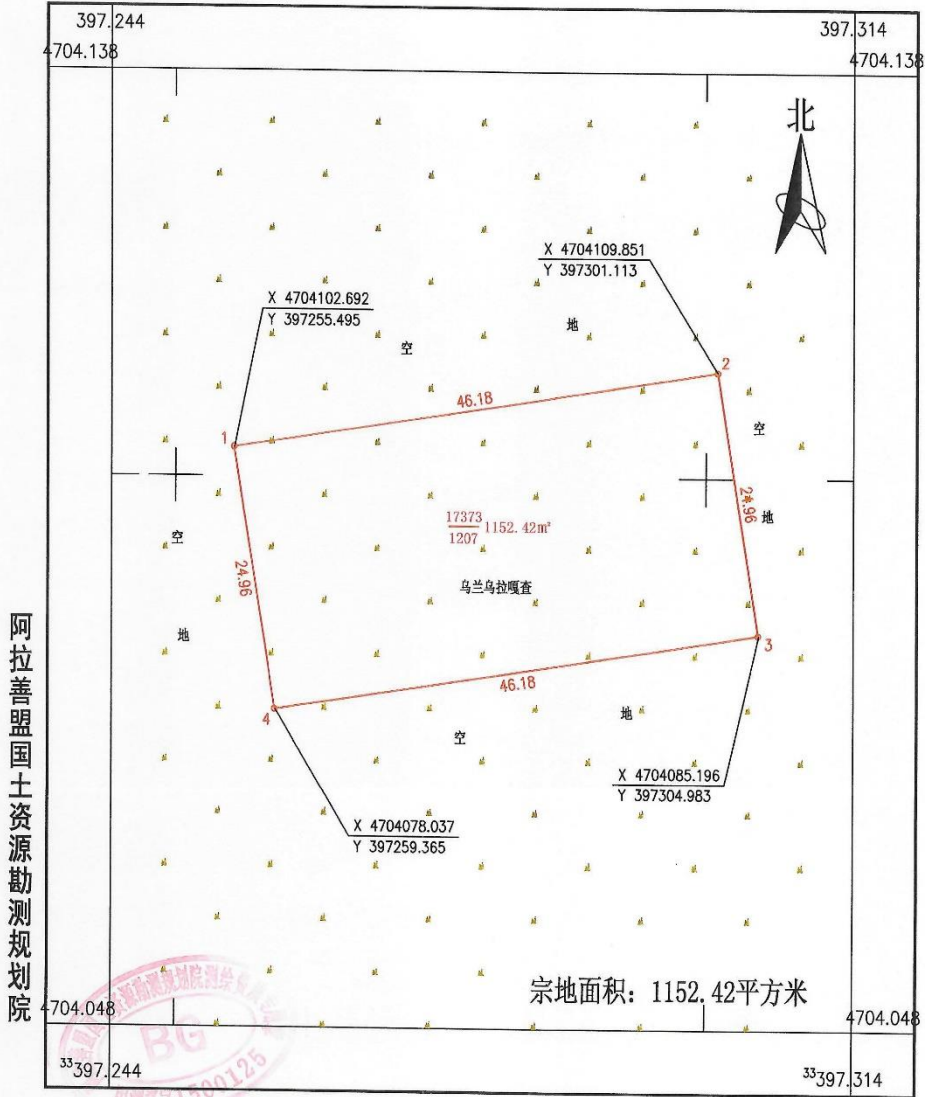 397.244
397.314
4704.138
4704.138
北
X 4704109.851
Y 397301.113
X 4704102.692
Y 397255.495
地
空
2
46.18
1
空
24.96
地
17373
1207
1152.42m²
空
乌兰乌拉嘎查
24.96
地
3
46.18
4
地
空
X 4704085.196
Y 397304.983
X 4704078.037
Y 397259.365
阿拉善盟国土资源勘测规划院
宗地面积：1152.42平方米
4704.048
4704.048
BG
33397.244
33397.314